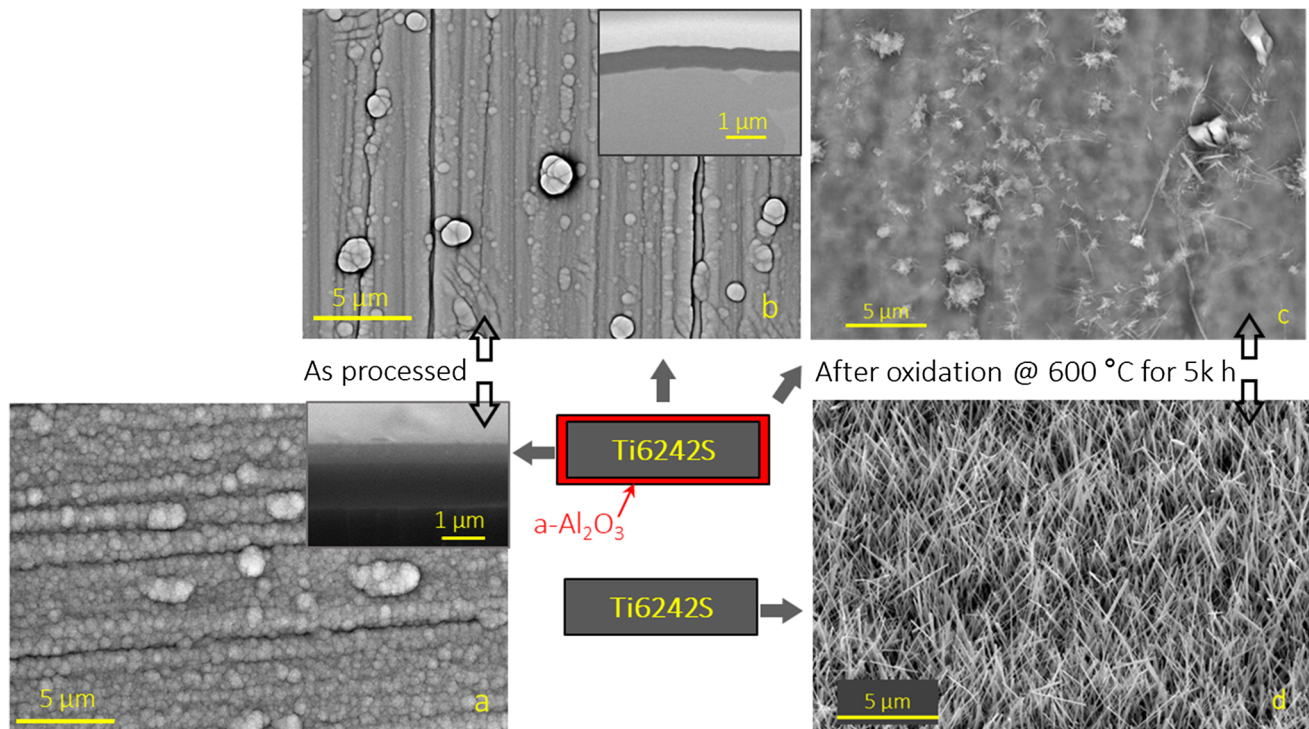 1 µm
5 µm
b
5 µm
c
As processed
After oxidation @ 600 °C for 5k h
Ti6242S
1 µm
a-Al₂O₃
Ti6242S
5 µm
a
5 µm
d